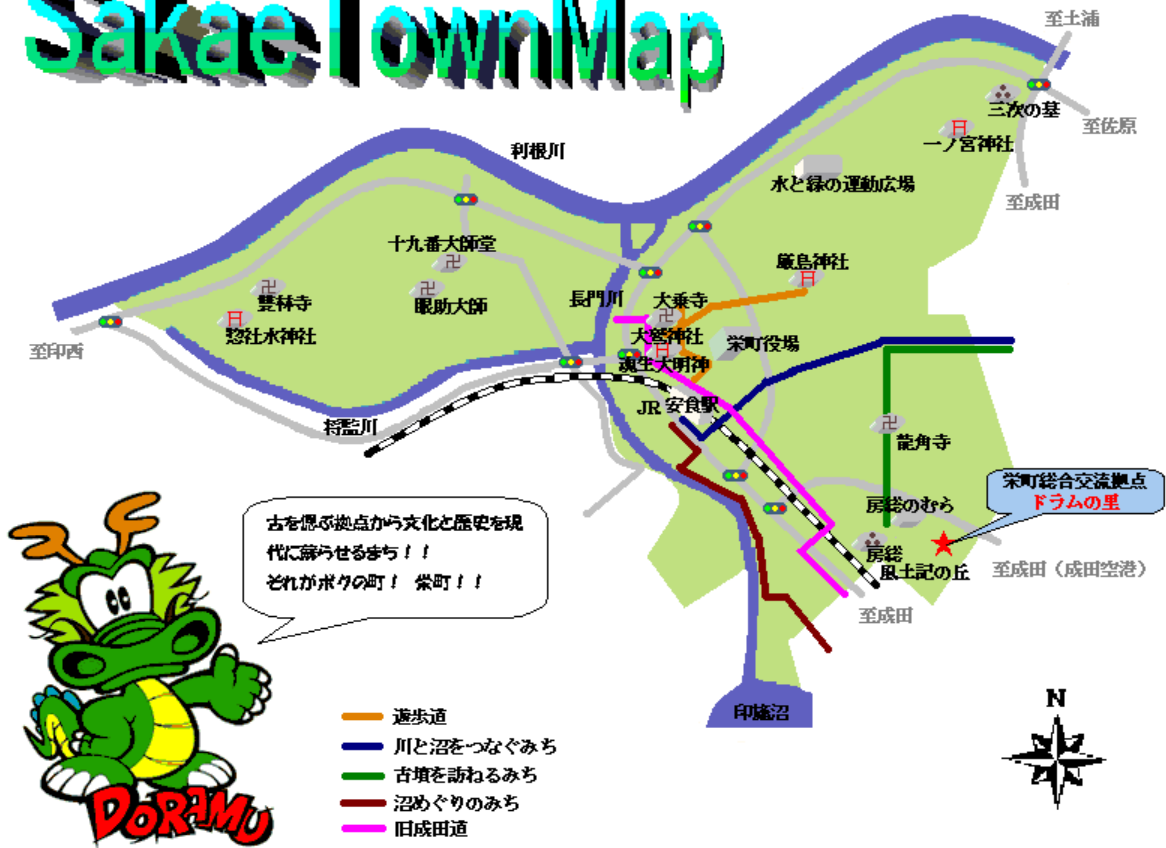 SakaeTownMap
至土浦
三次の墓
至佐原
一ノ宮神社
利根川
水と緑の運動広場
至成田
十九番大師堂
厳島神社
豊林寺
眼助大師
長門川
大乗寺
惣社水神社
大鷲神社
魂生大明神
栄町役場
至印西
将監川
JR 安食駅
龍角寺
栄町総合交流拠点
ドラムの里
房総のむら
房総
風土記の丘
至成田（成田空港）
至成田
古を偲ぶ拠点から文化と歴史を現
代に蘇らせるまち！！
それがボクの町！ 栄町！！
印旛沼
N
遊歩道
川と沼をつなぐみち
古墳を訪ねるみち
沼めぐりのみち
旧成田道
DORAMU